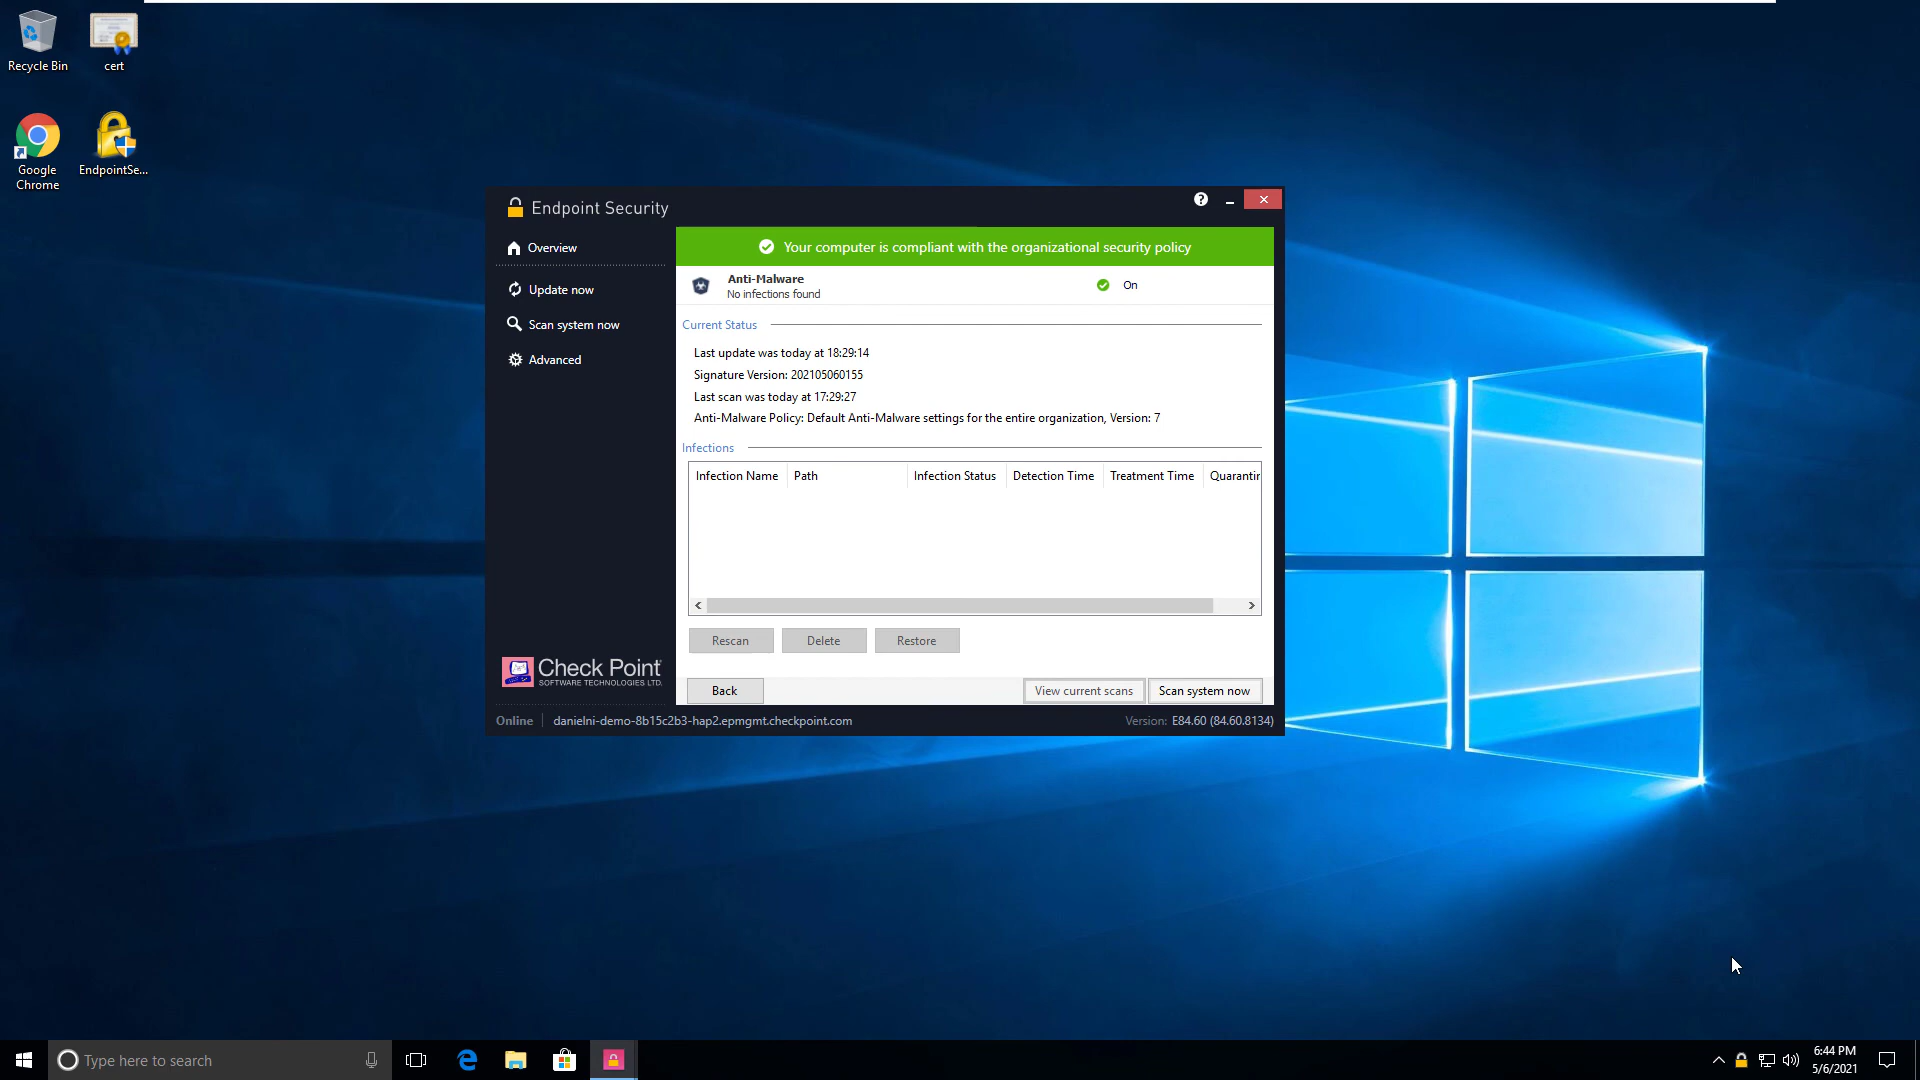 Recycle Bin
cert
Google
Chrome
EndpointSe...
Endpoint Security
Overview
Update now
Scan system now
Advanced
Your computer is compliant with the organizational security policy
Anti-Malware
No infections found
On
Current Status
Last update was today at 18:29:14
Signature Version: 202105060155
Last scan was today at 17:29:27
Anti-Malware Policy: Default Anti-Malware settings for the entire organization, Version: 7
Infections
Infection Name Path Infection Status Detection Time Treatment Time Quarantin
Rescan Delete Restore
Back View current scans Scan system now
Check Point
SOFTWARE TECHNOLOGIES LTD.
Online danielni-demo-8b15c2b3-hap2.epmgmt.checkpoint.com Version: E84.60 (84.60.8134)
Type here to search
6:44 PM
5/6/2021